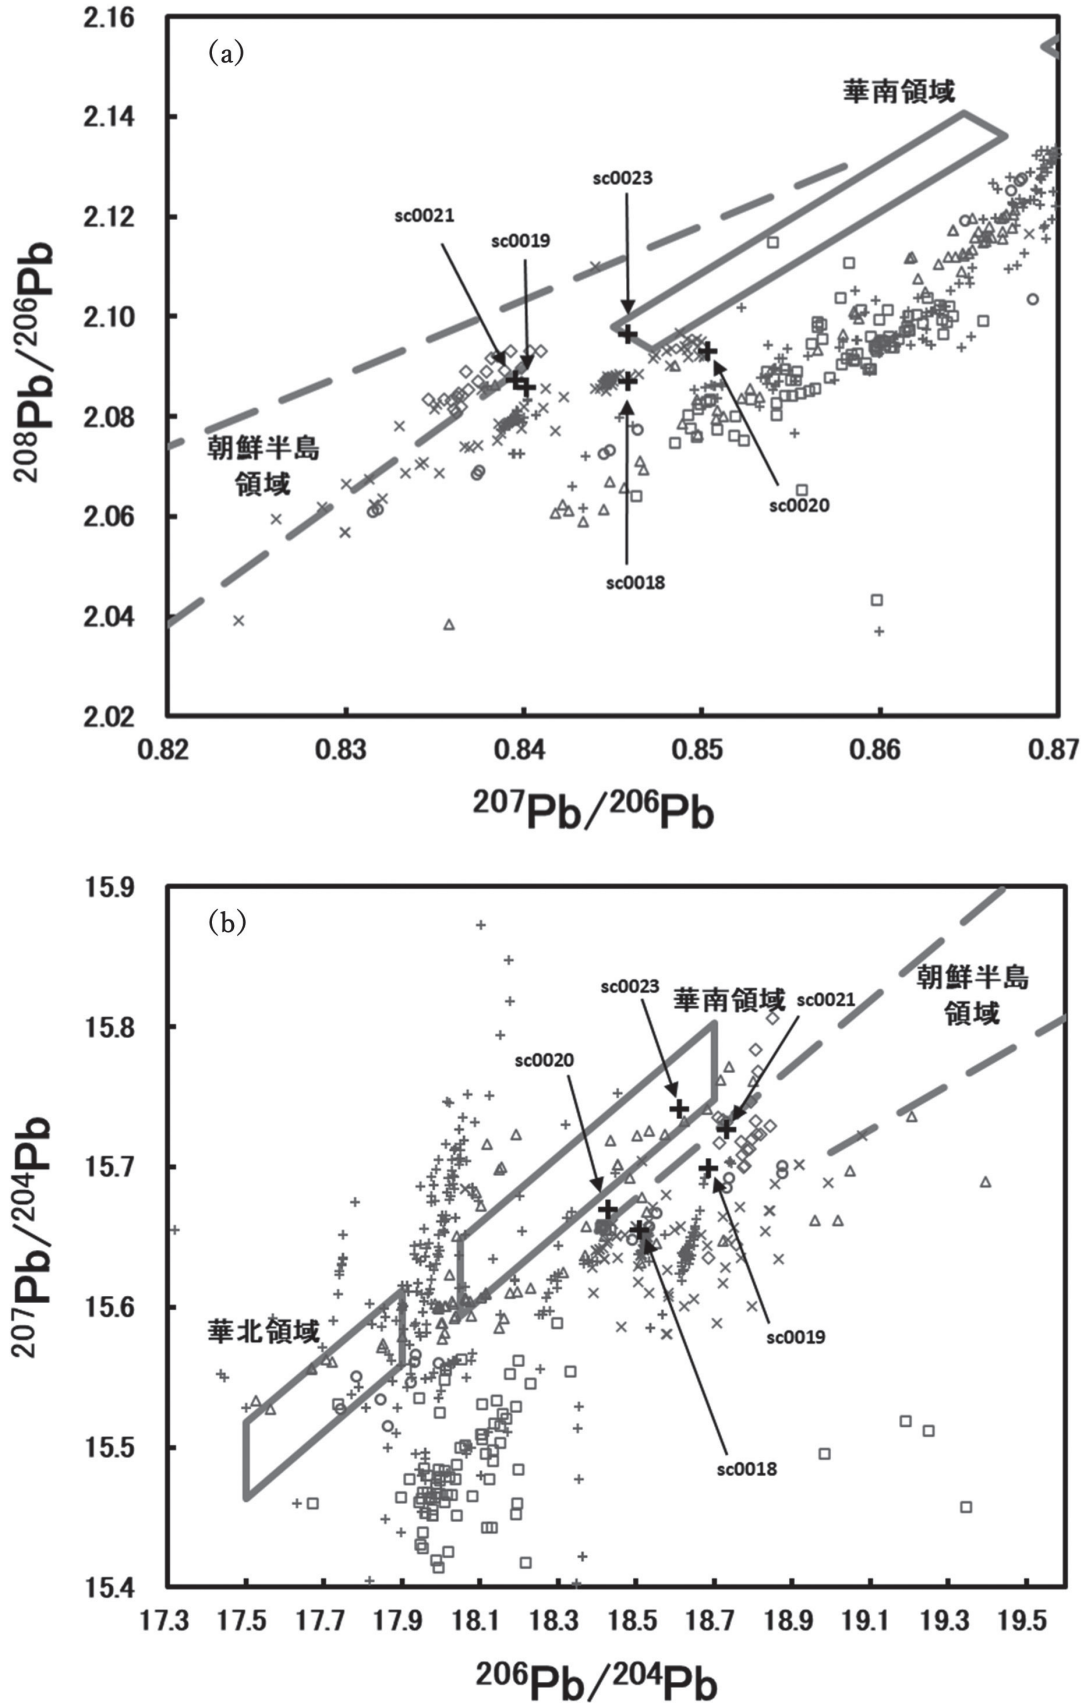 2.16
(a)
華南領域
2.14
sc0023
2.12
sc0021
sc0019
2.10
²⁰⁸Pb/²⁰⁶Pb
2.08
朝鮮半島
領域
sc0020
2.06
sc0018
2.04
2.02
0.82 0.83 0.84 0.85 0.86 0.87
²⁰⁷Pb/²⁰⁶Pb
15.9
(b)
朝鮮半島
領域
sc0023
華南領域
sc0021
15.8
sc0020
15.7
²⁰⁷Pb/²⁰⁴Pb
15.6
華北領域
sc0019
15.5
sc0018
15.4
17.3 17.5 17.7 17.9 18.1 18.3 18.5 18.7 18.9 19.1 19.3 19.5
²⁰⁶Pb/²⁰⁴Pb